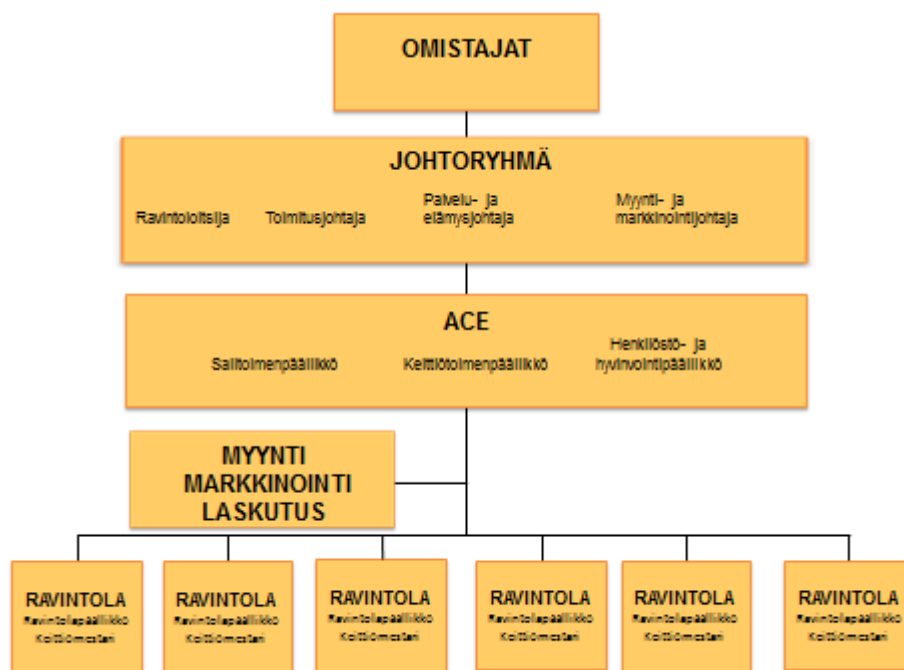 OMISTAJAT
JOHTORYHMÄ
Ravintoloitsija Toimitusjohtaja Palvelu- ja elämysjohtaja Myynti- ja markkinointijohtaja
ACE
Salitoimenpäällikkö Keittiötoimenpäällikkö Henkilöstö- ja hyvinvointipäällikkö
MYYNTI
MARKKINOINTI
LASKUTUS
RAVINTOLA
Ravintolapäällikkö
Keittiömestari
RAVINTOLA
Ravintolapäällikkö
Keittiömestari
RAVINTOLA
Ravintolapäällikkö
Keittiömestari
RAVINTOLA
Ravintolapäällikkö
Keittiömestari
RAVINTOLA
Ravintolapäällikkö
Keittiömestari
RAVINTOLA
Ravintolapäällikkö
Keittiömestari